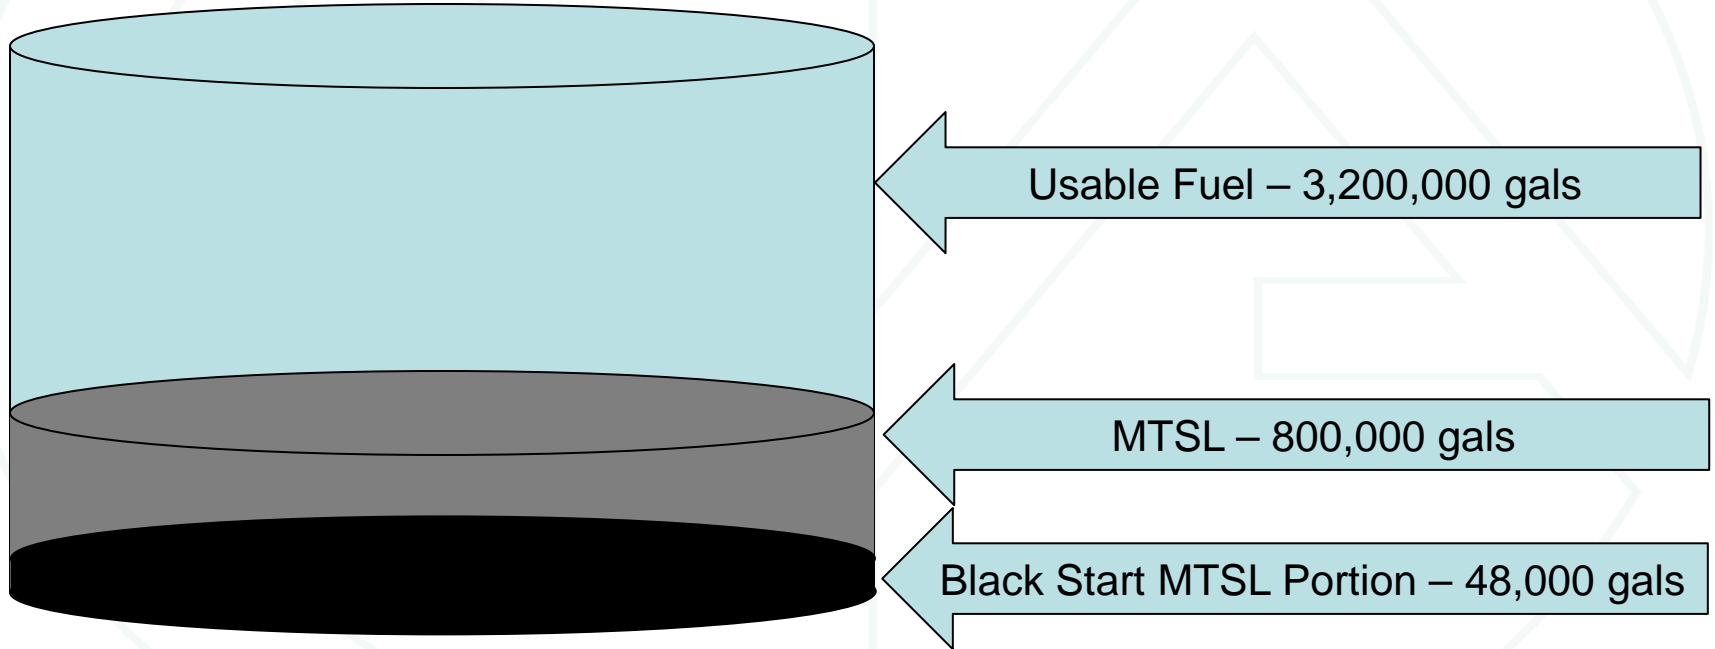 Usable Fuel – 3,200,000 gals
MTSL – 800,000 gals
Black Start MTSL Portion – 48,000 gals